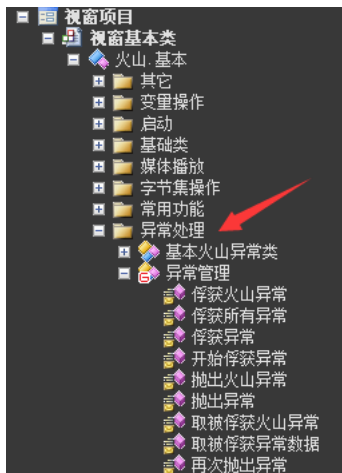 视窗项目
视窗基本类
火山.基本
其它
变量操作
启动
基础类
媒体播放
字节集操作
常用功能
异常处理
基本火山异常类
异常管理
俘获火山异常
俘获所有异常
俘获异常
开始俘获异常
抛出火山异常
抛出异常
取被俘获火山异常
取被俘获异常数据
再次抛出异常